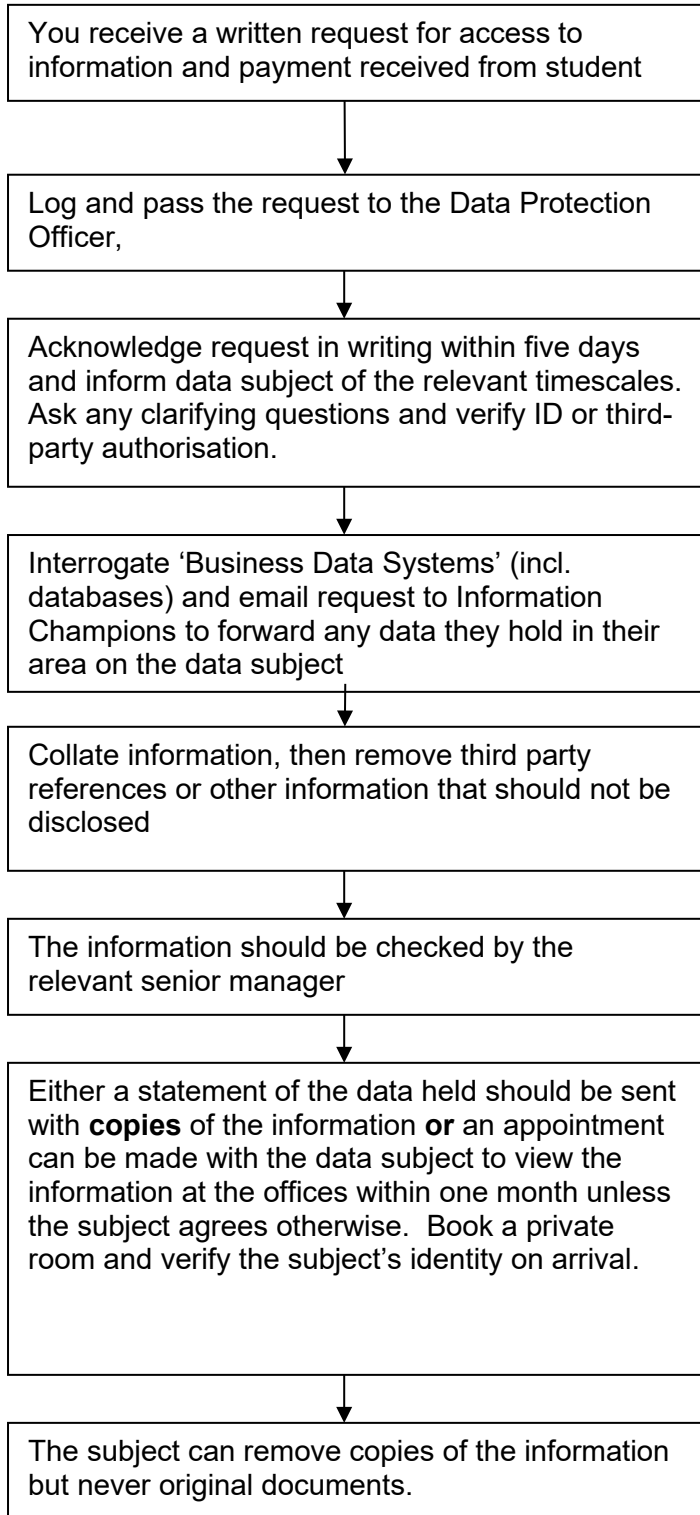 You receive a written request for access to
information and payment received from student
Log and pass the request to the Data Protection
Officer,
Acknowledge request in writing within five days
and inform data subject of the relevant timescales.
Ask any clarifying questions and verify ID or third-
party authorisation.
Interrogate ‘Business Data Systems’ (incl.
databases) and email request to Information
Champions to forward any data they hold in their
area on the data subject
Collate information, then remove third party
references or other information that should not be
disclosed
The information should be checked by the
relevant senior manager
Either a statement of the data held should be sent
with copies of the information or an appointment
can be made with the data subject to view the
information at the offices within one month unless
the subject agrees otherwise.  Book a private
room and verify the subject’s identity on arrival.
The subject can remove copies of the information
but never original documents.